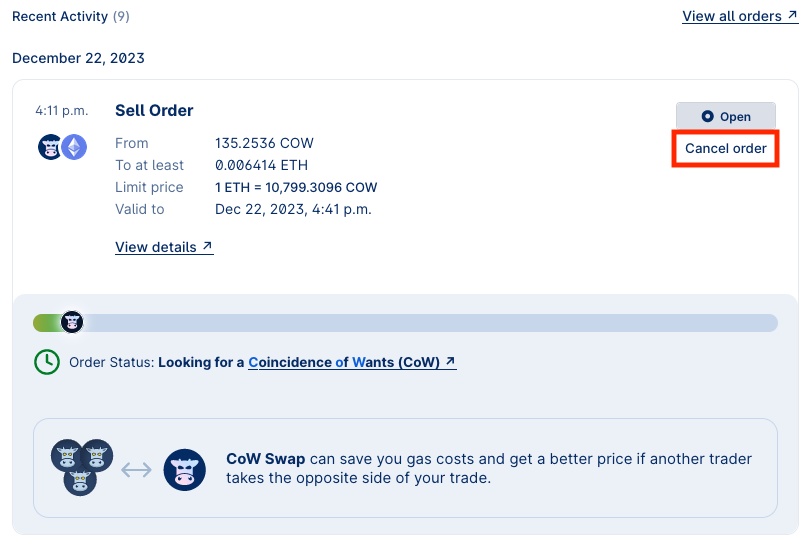 Recent Activity (9)
View all orders ↗
December 22, 2023
4:11 p.m.
Sell Order
Open
Cancel order
From 135.2536 COW
To at least 0.006414 ETH
Limit price 1 ETH = 10,799.3096 COW
Valid to Dec 22, 2023, 4:41 p.m.
View details ↗
Order Status: Looking for a Coincidence of Wants (CoW) ↗
CoW Swap can save you gas costs and get a better price if another trader
takes the opposite side of your trade.